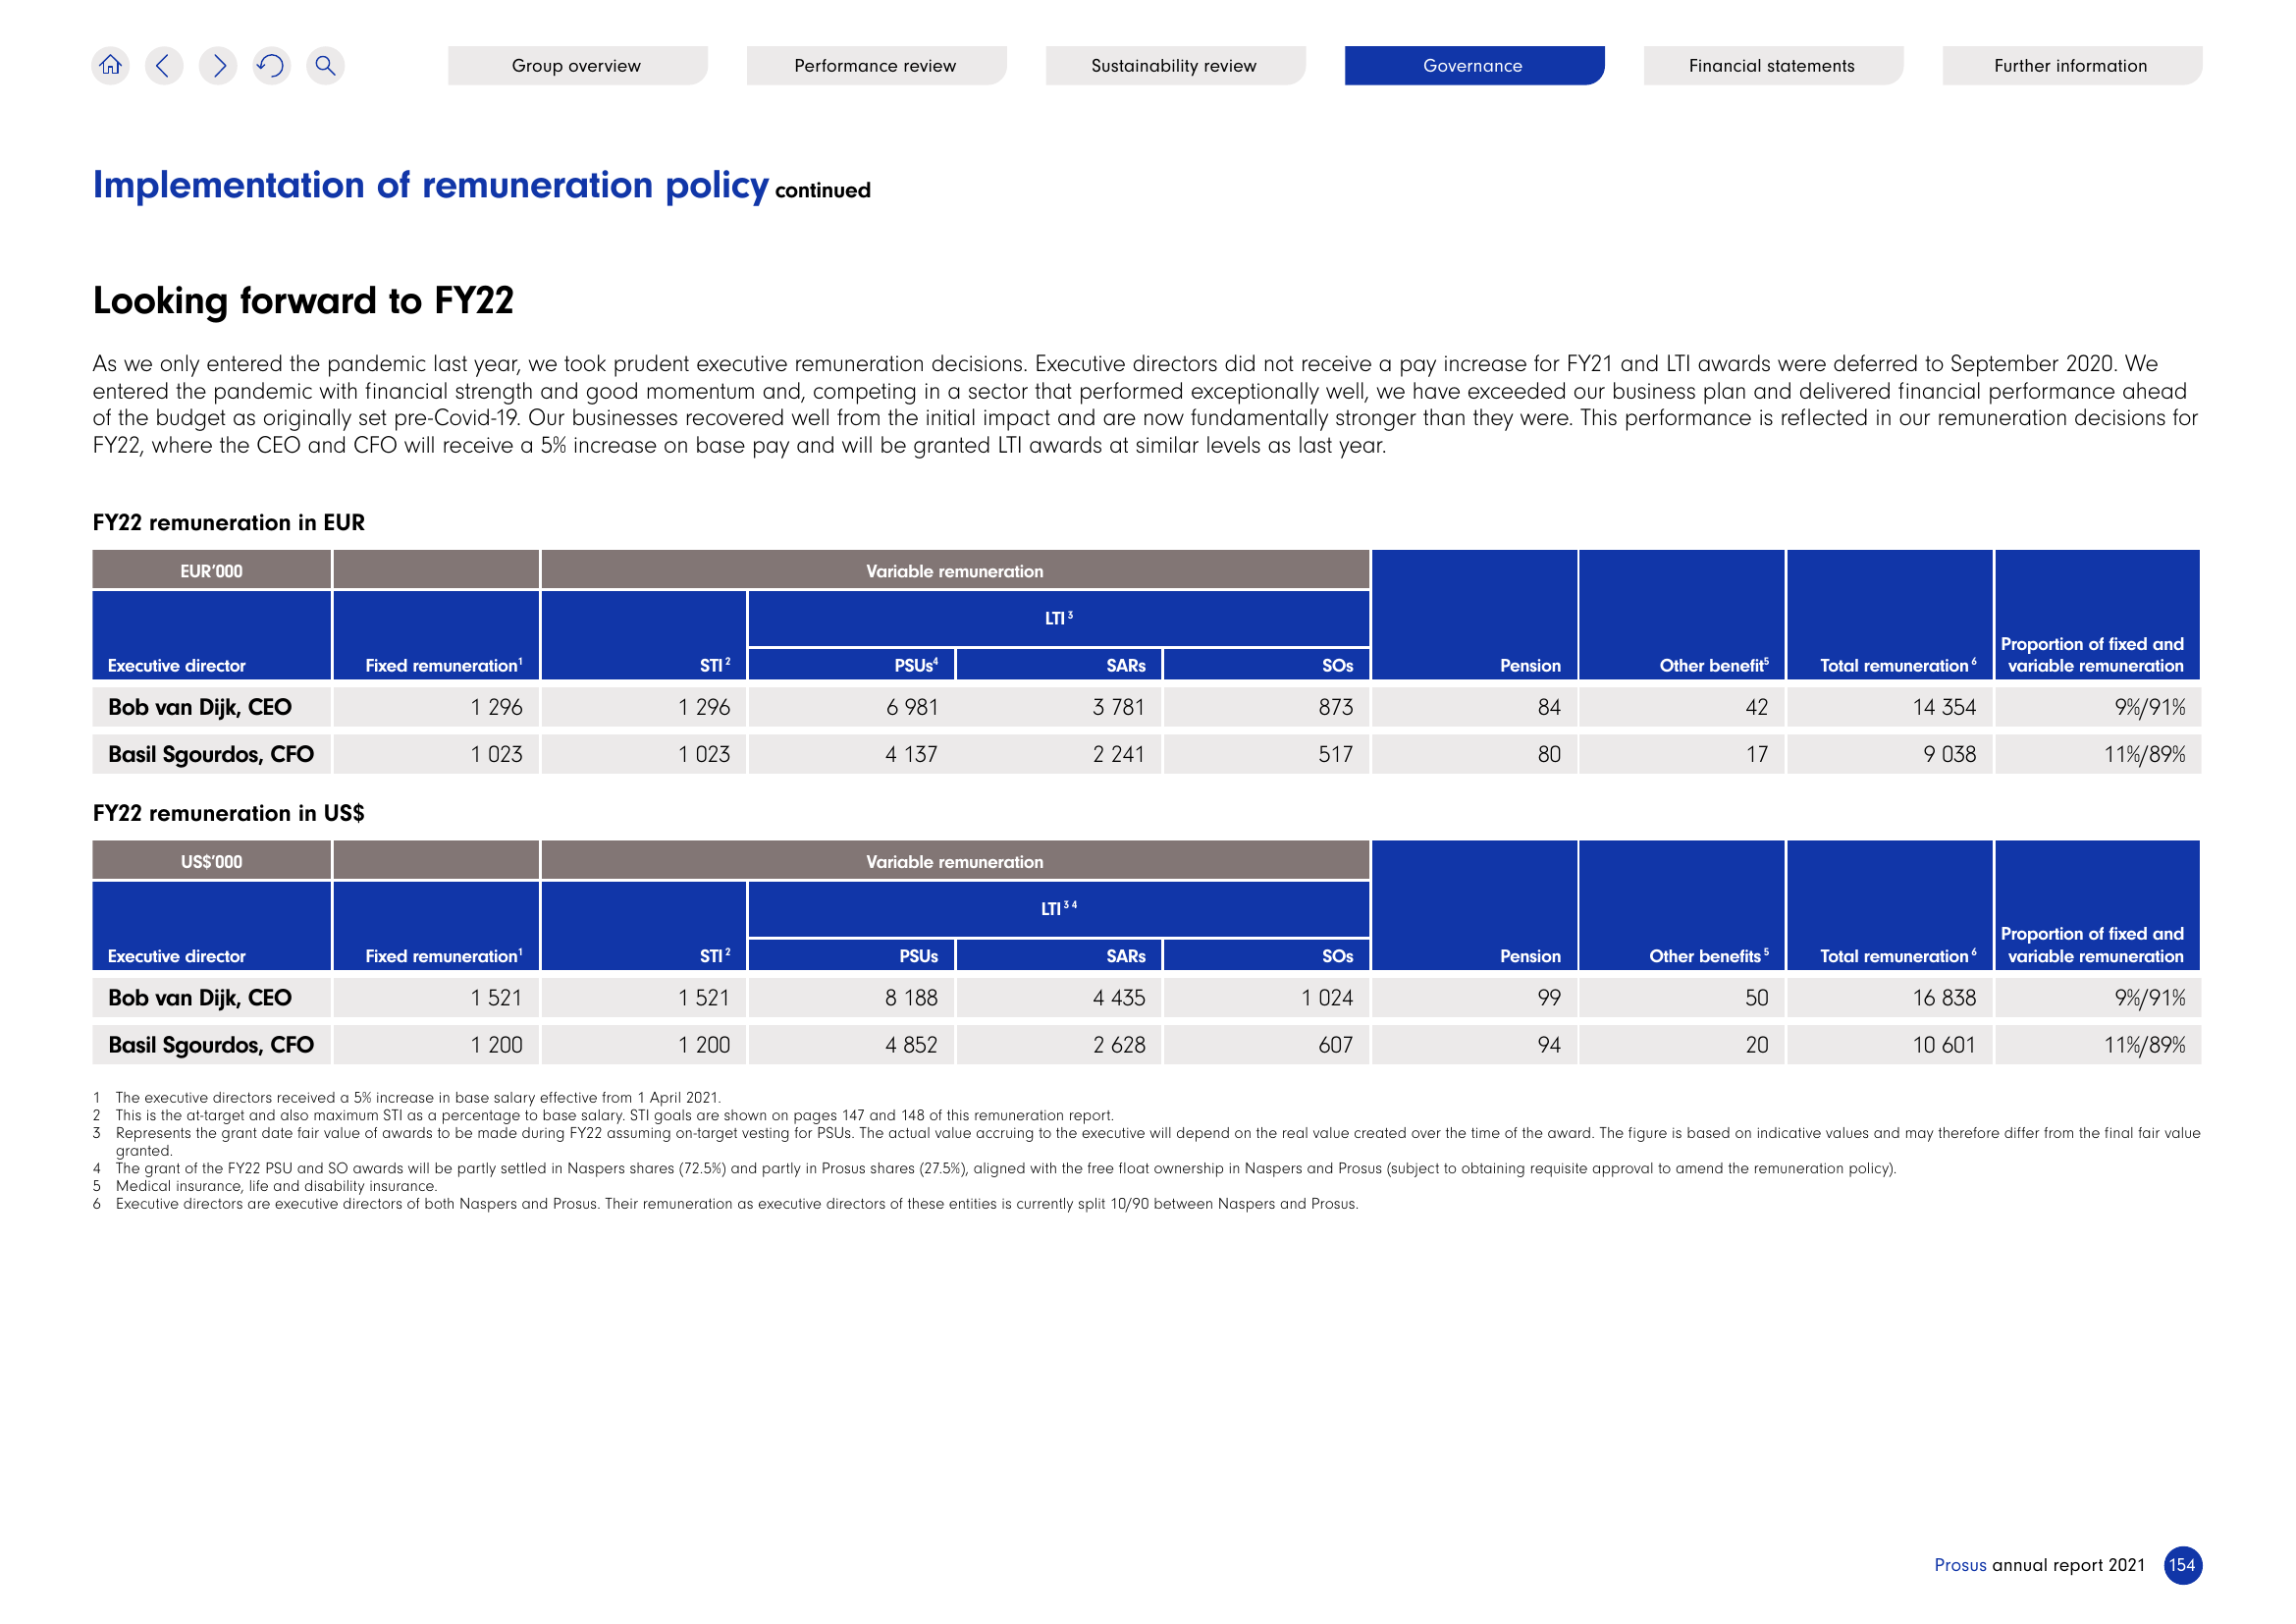 Group overview
Performance review
Sustainability review
Governance
Financial statements
Further information
Implementation of remuneration policy continued
Looking forward to FY22
As we only entered the pandemic last year, we took prudent executive remuneration decisions. Executive directors did not receive a pay increase for FY21 and LTI awards were deferred to September 2020. We
entered the pandemic with financial strength and good momentum and, competing in a sector that performed exceptionally well, we have exceeded our business plan and delivered financial performance ahead
of the budget as originally set pre-Covid-19. Our businesses recovered well from the initial impact and are now fundamentally stronger than they were. This performance is reflected in our remuneration decisions for
FY22, where the CEO and CFO will receive a 5% increase on base pay and will be granted LTI awards at similar levels as last year.
FY22 remuneration in EUR
EUR'000 Variable remuneration
LTI 3
Proportion of fixed and
Executive director Fixed remuneration1 STI 2 PSUs4 SARs SOs Pension Other benefit5 Total remuneration 6 variable remuneration
Bob van Dijk, CEO 1 296 1 296 6 981 3 781 873 84 42 14 354 9%/91%
Basil Sgourdos, CFO 1 023 1 023 4 137 2 241 517 80 17 9 038 11%/89%
FY22 remuneration in US$
US$'000 Variable remuneration
LTI 3 4
Proportion of fixed and
Executive director Fixed remuneration1 STI 2 PSUs SARs SOs Pension Other benefits 5 Total remuneration 6 variable remuneration
Bob van Dijk, CEO 1 521 1 521 8 188 4 435 1 024 99 50 16 838 9%/91%
Basil Sgourdos, CFO 1 200 1 200 4 852 2 628 607 94 20 10 601 11%/89%
1 The executive directors received a 5% increase in base salary effective from 1 April 2021.
2 This is the at-target and also maximum STI as a percentage to base salary. STI goals are shown on pages 147 and 148 of this remuneration report.
3 Represents the grant date fair value of awards to be made during FY22 assuming on-target vesting for PSUs. The actual value accruing to the executive will depend on the real value created over the time of the award. The figure is based on indicative values and may therefore differ from the final fair value
granted.
4 The grant of the FY22 PSU and SO awards will be partly settled in Naspers shares (72.5%) and partly in Prosus shares (27.5%), aligned with the free float ownership in Naspers and Prosus (subject to obtaining requisite approval to amend the remuneration policy).
5 Medical insurance, life and disability insurance.
6 Executive directors are executive directors of both Naspers and Prosus. Their remuneration as executive directors of these entities is currently split 10/90 between Naspers and Prosus.
Prosus annual report 2021 154